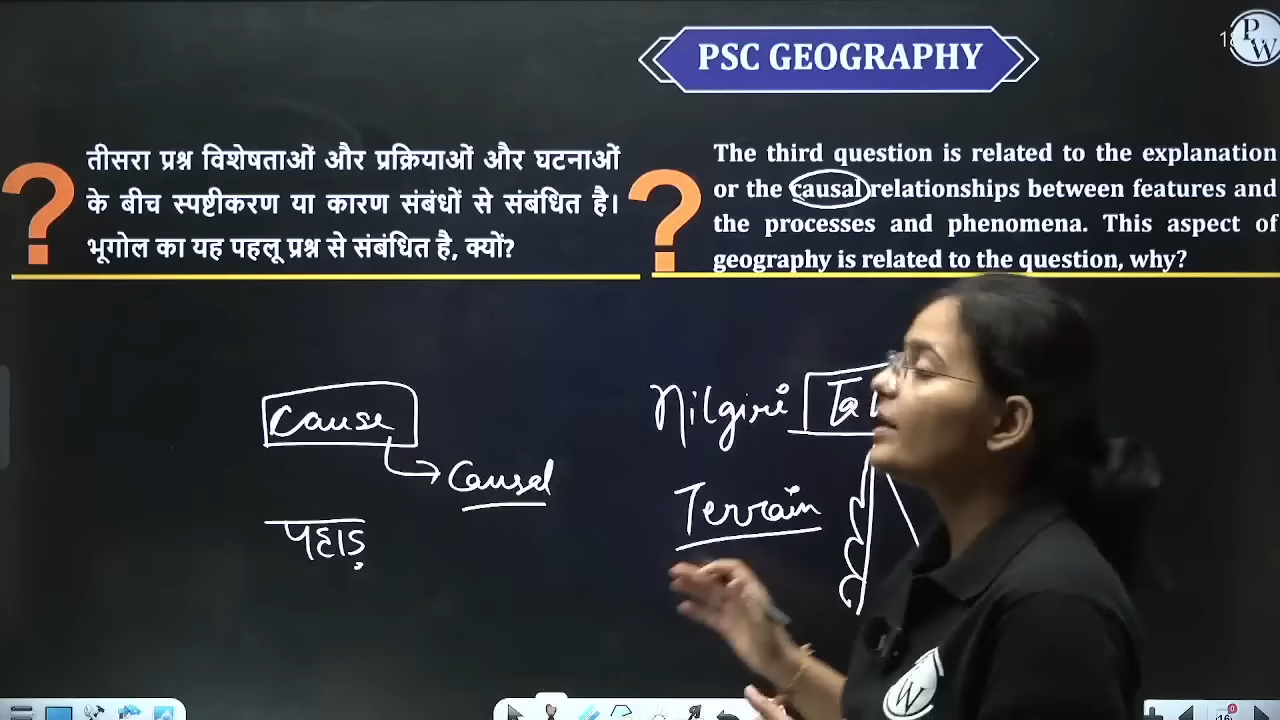 PSC GEOGRAPHY
PW
तीसरा प्रश्न विशेषताओं और प्रक्रियाओं और घटनाओं
के बीच स्पष्टीकरण या कारण संबंधों से संबंधित है।
भूगोल का यह पहलू प्रश्न से संबंधित है, क्यों?
The third question is related to the explanation
or the causal relationships between features and
the processes and phenomena. This aspect of
geography is related to the question, why?
Cause
Causal
पहाड़
Nilgiri
Terrain
W